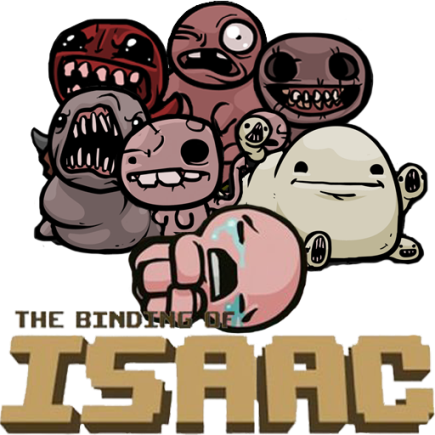 THE BINDING OF
ISAAC